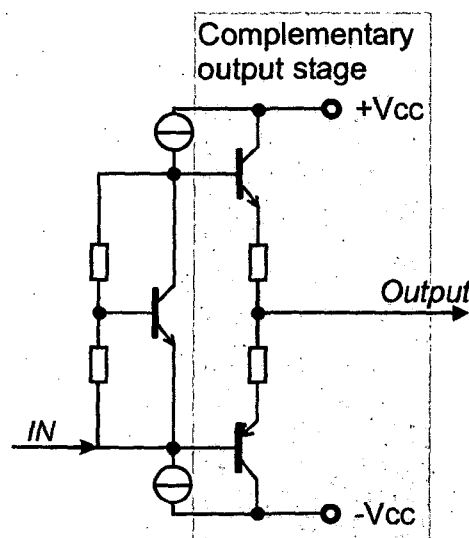 Complementary
output stage
+Vcc
Output
IN
-Vcc